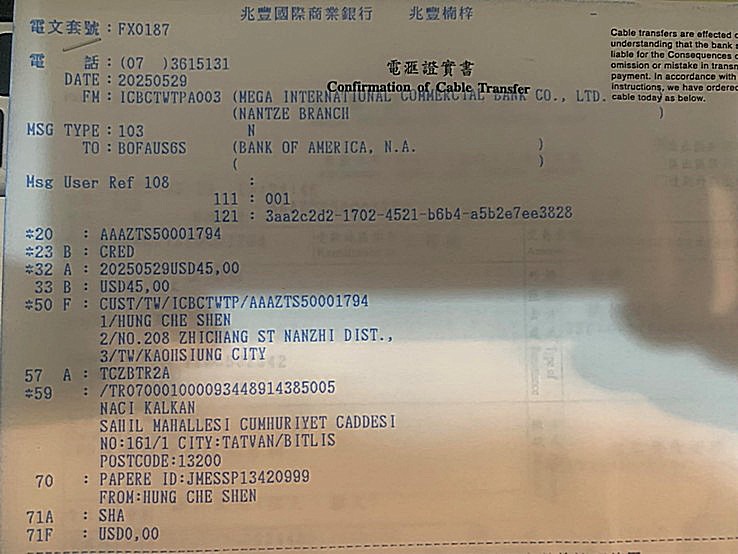 兆豐國際商業銀行 兆豐楠梓
電文套號：FX0187
Cable transfers are effected
understanding that the bank
liable for the Consequences
omission or mistake in
payment. In accordance with
instructions, we have ordered
cable today as below.
電 話：(07 )3615131
電滙證實書
Confirmation of Cable Transfer
DATE：20250529
FM：ICBCTWTPA003 (MEGA INTERNATIONAL COMMERCIAL BANK CO., LTD.
(NANTZE BRANCH )
MSG TYPE：103 N
TO：BOFAUS6S (BANK OF AMERICA, N.A. )
( )
Msg User Ref 108 :
111 : 001
121 : 3aa2c2d2-1702-4521-b6b4-a5b2e7ee3828
*20 : AAAZTS50001794
*23 B : CRED
*32 A : 20250529USD45,00
33 B : USD45,00
*50 F : CUST/TW/ICBCTWTP/AAAZTS50001794
1/HUNG CHE SHEN
2/NO.208 ZHICHANG ST NANZHI DIST.,
3/TW/KAOHSIUNG CITY
57 A : TCZBTR2A
*59 : /TR070001000093448914385005
NACI KALKAN
SAHIL MAHALLESI CUMHURIYET CADDESI
NO:161/1 CITY:TATVAN/BITLIS
POSTCODE:13200
70 : PAPERE ID:JMESSP13420999
FROM:HUNG CHE SHEN
71A : SHA
71F : USD0,00